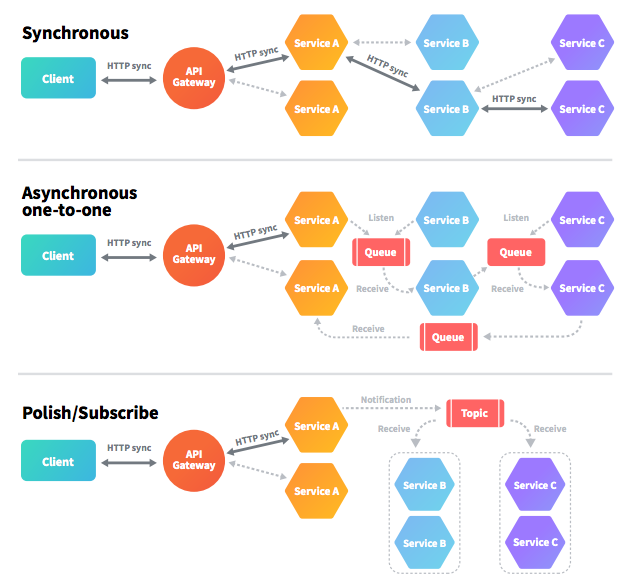 Synchronous
Client
HTTP sync
API
Gateway
HTTP sync
Service A
Service A
HTTP sync
Service B
Service B
HTTP sync
Service C
Service C
Asynchronous
one-to-one
Client
HTTP sync
API
Gateway
HTTP sync
Service A
Service A
Listen
Queue
Receive
Service B
Service B
Listen
Queue
Receive
Service C
Service C
Receive
Queue
Polish/Subscribe
Client
HTTP sync
API
Gateway
HTTP sync
Service A
Service A
Notification
Topic
Receive
Receive
Service B
Service B
Service C
Service C